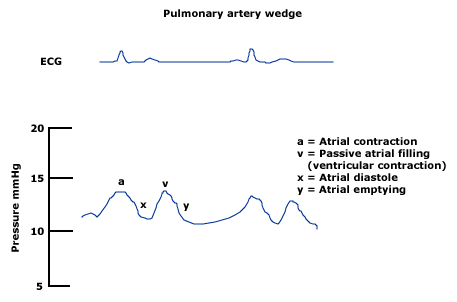 Pulmonary artery wedge
ECG
20
15
10
5
Pressure mmHg
a
x
v
y
a = Atrial contraction
v = Passive atrial filling
(ventricular contraction)
x = Atrial diastole
y = Atrial emptying